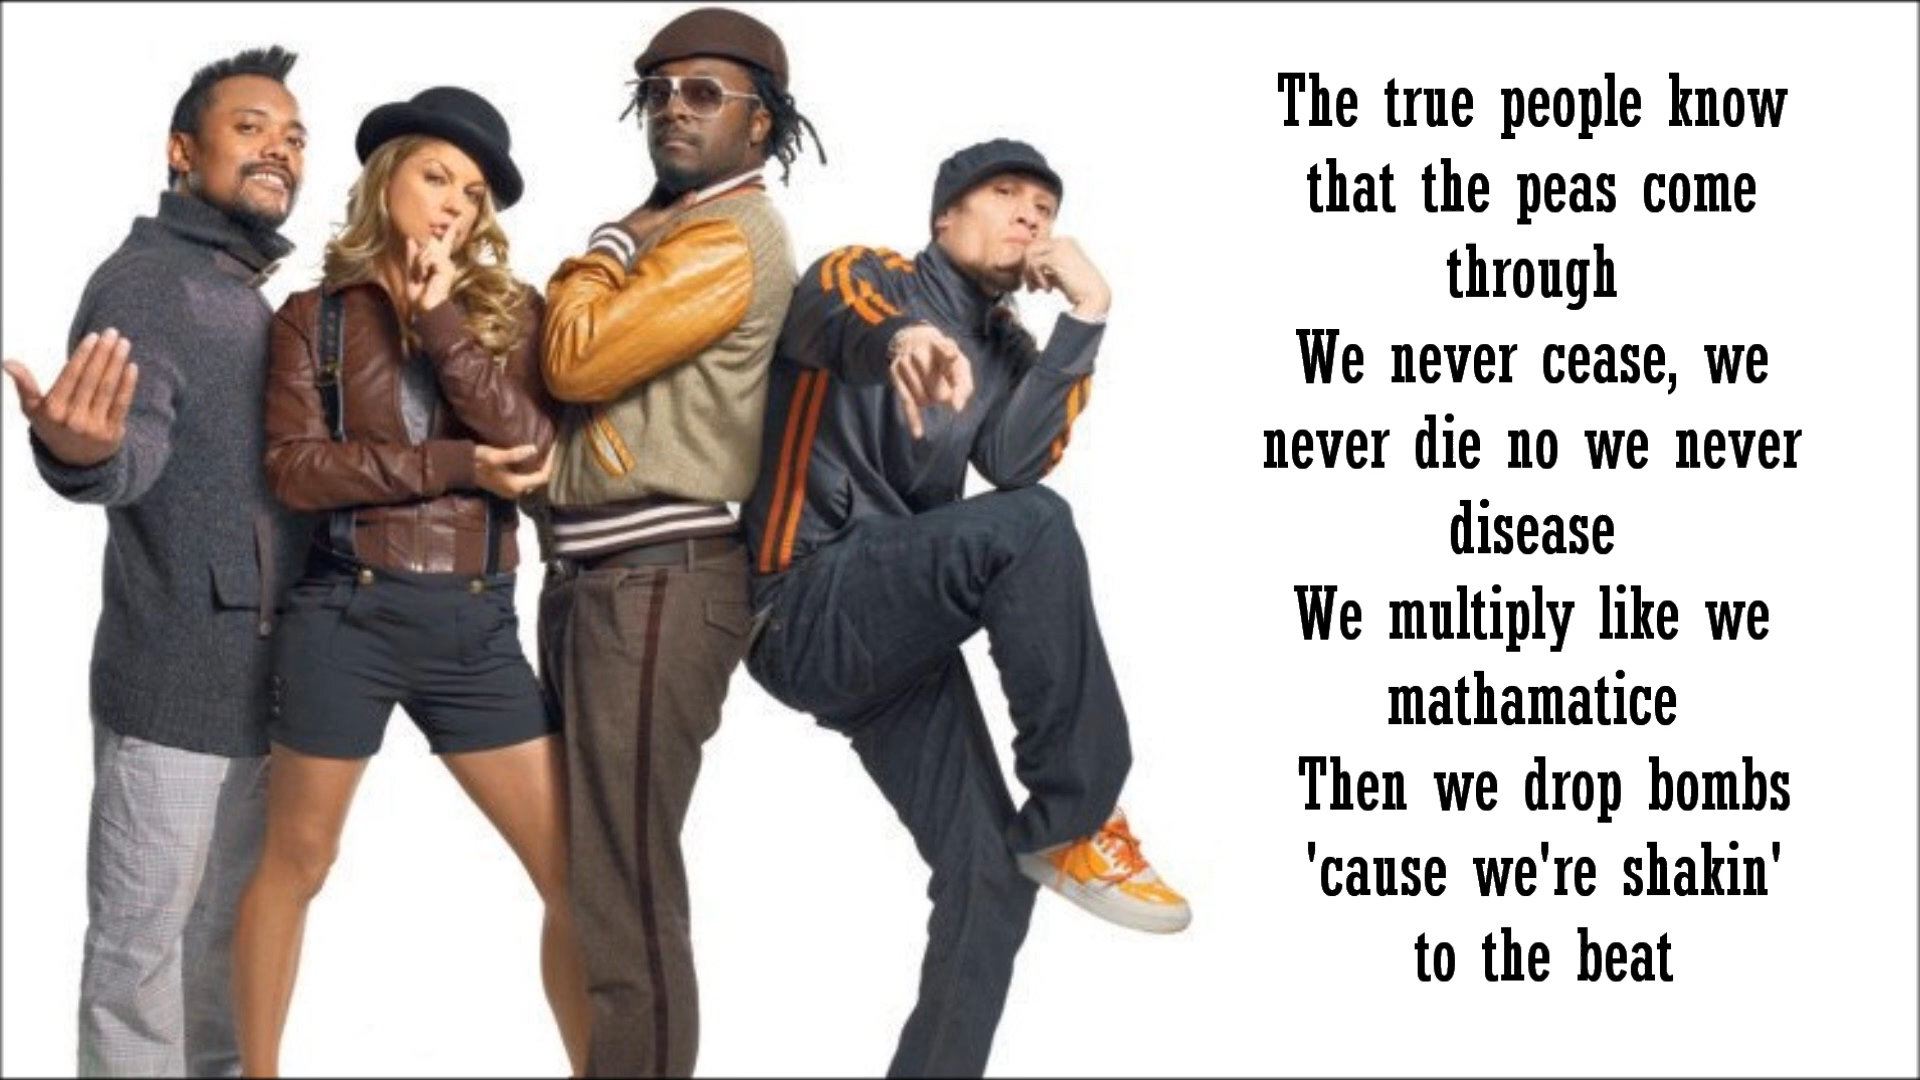 The true people know
that the peas come
through
We never cease, we
never die no we never
disease
We multiply like we
mathamatice
Then we drop bombs
'cause we're shakin'
to the beat